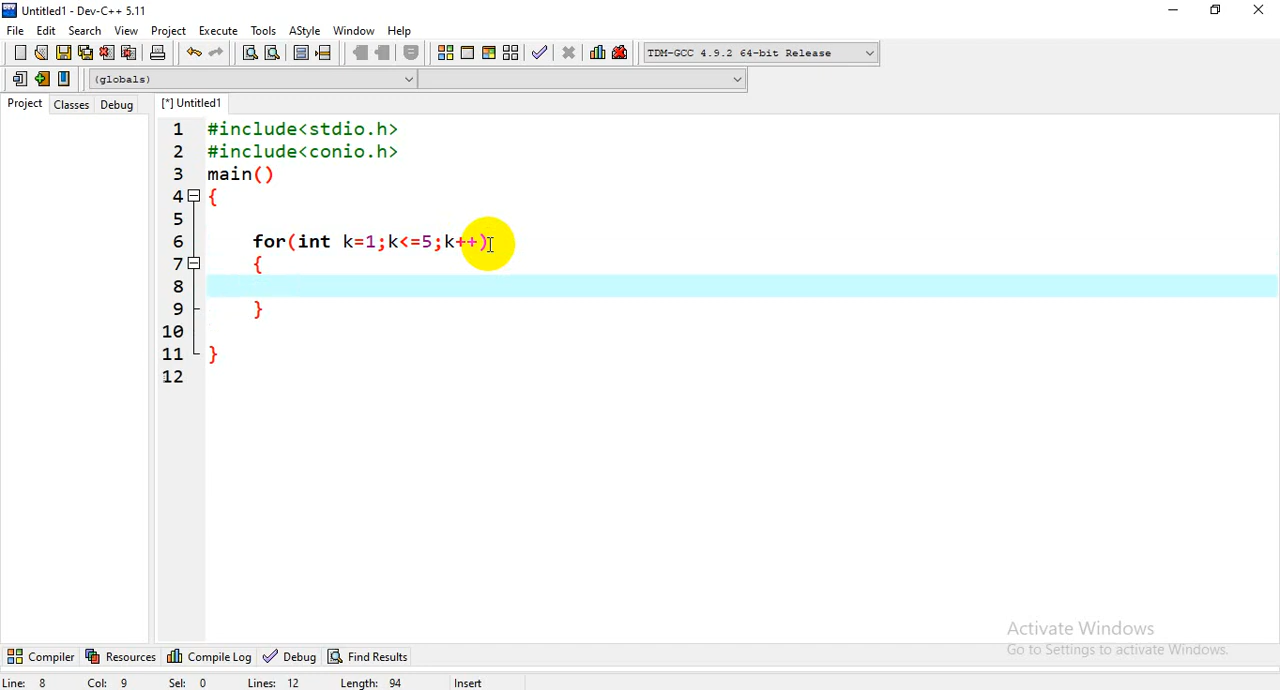 Untitled1 - Dev-C++ 5.11
File Edit Search View Project Execute Tools AStyle Window Help
TDM-GCC 4.9.2 64-bit Release
(globals)
Project Classes Debug [*] Untitled1
1 #include<stdio.h>
2 #include<conio.h>
3 main()
4 {
5
6 for(int k=1;k<=5;k++)
7 {
8
9 }
10
11 }
12
Activate Windows
Go to Settings to activate Windows.
Compiler Resources Compile Log Debug Find Results
Line: 8 Col: 9 Sel: 0 Lines: 12 Length: 94 Insert